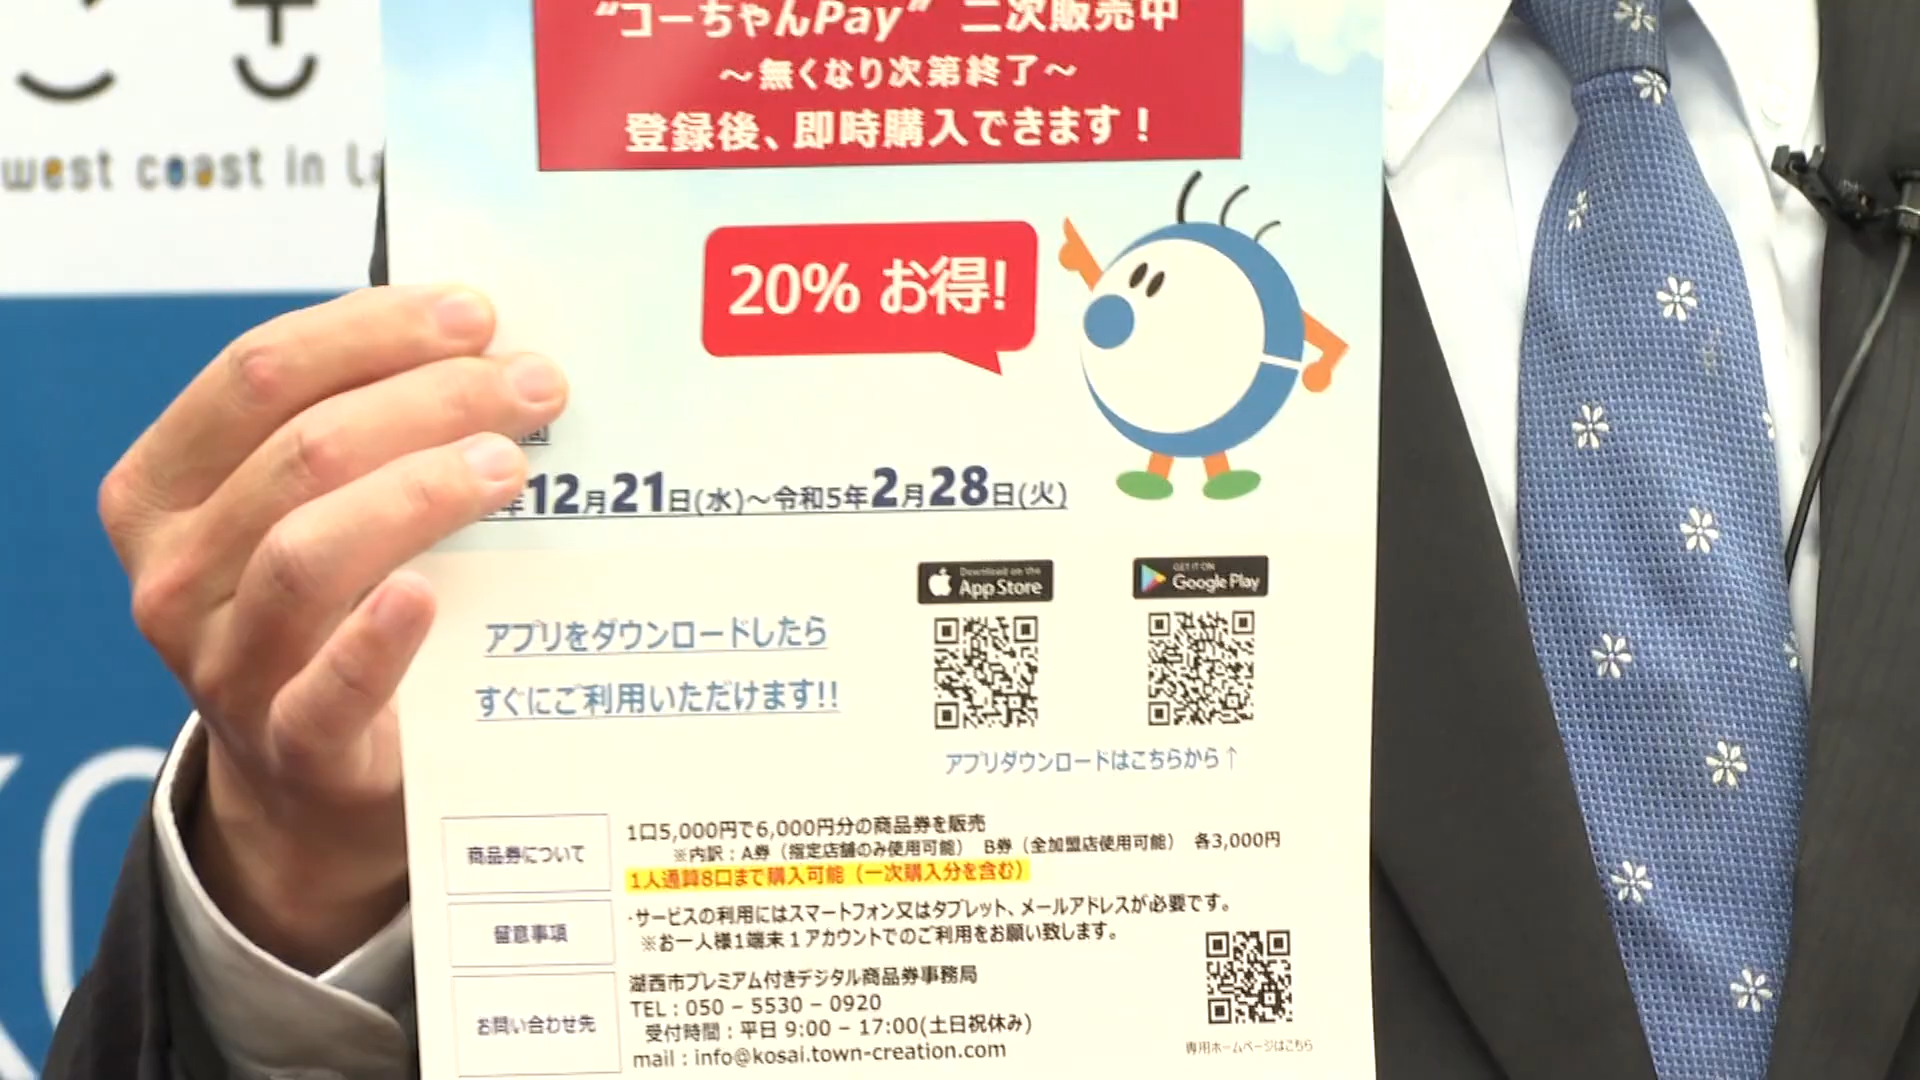 west coast in
“コーちゃんPay” 二次販売中
～無くなり次第終了～
登録後、即時購入できます！
20% お得!
間
年12月21日(水)～令和5年2月28日(火)
Download on the
App Store
GET IT ON
Google Play
アプリをダウンロードしたら
すぐにご利用いただけます!!
アプリダウンロードはこちらから↑
商品券について
1口5,000円で6,000円分の商品券を販売
※内訳：A券（指定店舗のみ使用可能） B券（全加盟店使用可能） 各3,000円
1人通算8口まで購入可能（一次購入分を含む）
留意事項
・サービスの利用にはスマートフォン又はタブレット、メールアドレスが必要です。
※お一人様1端末１アカウントでのご利用をお願い致します。
お問い合わせ先
湖西市プレミアム付きデジタル商品券事務局
TEL：050－5530－0920
受付時間：平日 9:00－17:00(土日祝休み)
mail：info@kosai.town-creation.com
専用ホームページはこちら